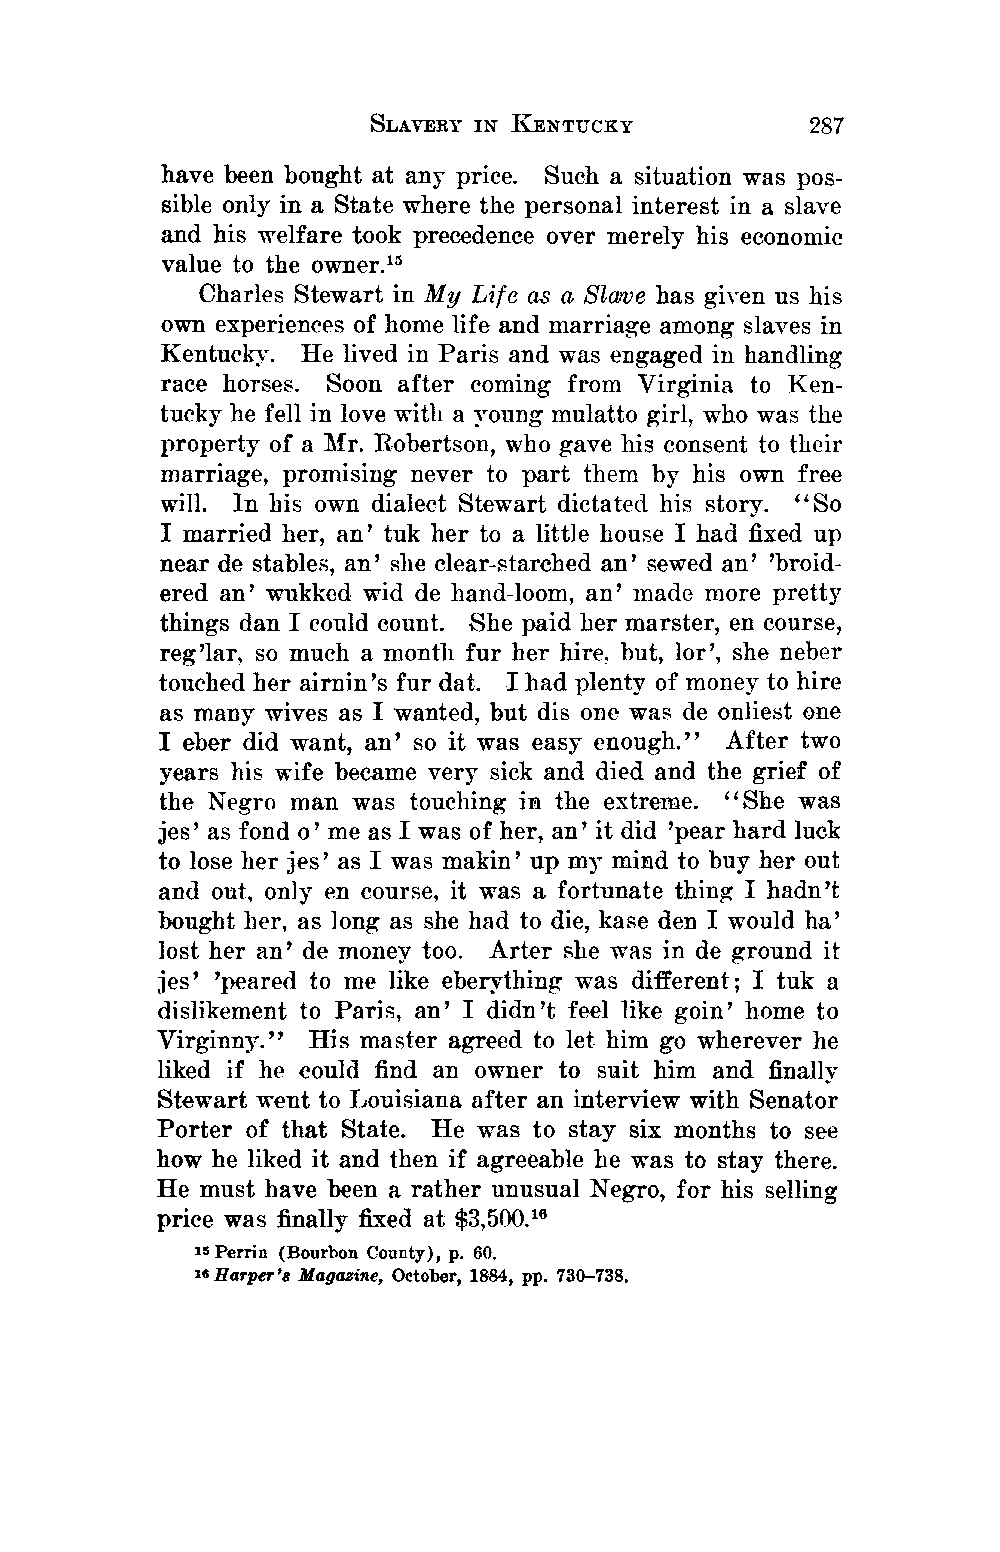 SLAVERY IN KENTUCKY 287
have been bought at any price. Such a situation was pos-
sible only in a State where the personal interest in a slave
and his welfare took precedence over merely his economic
value to the owner.15
Charles Stewart in My Life as a Slave has given us his
own experiences of home life and marriage among slaves in
Kentucky. He lived in Paris and was engaged in handling
race horses. Soon after coming from Virginia to Ken-
tucky he fell in love with a young mulatto girl, who was the
property of a Mr. Robertson, who gave his consent to their
marriage, promising never to part them by his own free
will. In his own dialect Stewart dictated his story. “So
I married her, an’ tuk her to a little house I had fixed up
near de stables, an’ she clear-starched an’ sewed an’ ’broid-
ered an’ wukked wid de hand-loom, an’ made more pretty
things dan I could count. She paid her marster, en course,
reg’lar, so much a month fur her hire, but, lor’, she neber
touched her airnin’s fur dat. I had plenty of money to hire
as many wives as I wanted, but dis one was de onliest one
I eber did want, an’ so it was easy enough.” After two
years his wife became very sick and died and the grief of
the Negro man was touching in the extreme. “She was
jes’ as fond o’ me as I was of her, an’ it did ’pear hard luck
to lose her jes’ as I was makin’ up my mind to buy her out
and out, only en course, it was a fortunate thing I hadn’t
bought her, as long as she had to die, kase den I would ha’
lost her an’ de money too. Arter she was in de ground it
jes’ ’peared to me like eberything was different; I tuk a
dislikement to Paris, an’ I didn’t feel like goin’ home to
Virginny.” His master agreed to let him go wherever he
liked if he could find an owner to suit him and finally
Stewart went to Louisiana after an interview with Senator
Porter of that State. He was to stay six months to see
how he liked it and then if agreeable he was to stay there.
He must have been a rather unusual Negro, for his selling
price was finally fixed at $3,500.16
15 Perrin (Bourbon County), p. 60.
16 Harper’s Magazine, October, 1884, pp. 730–738.